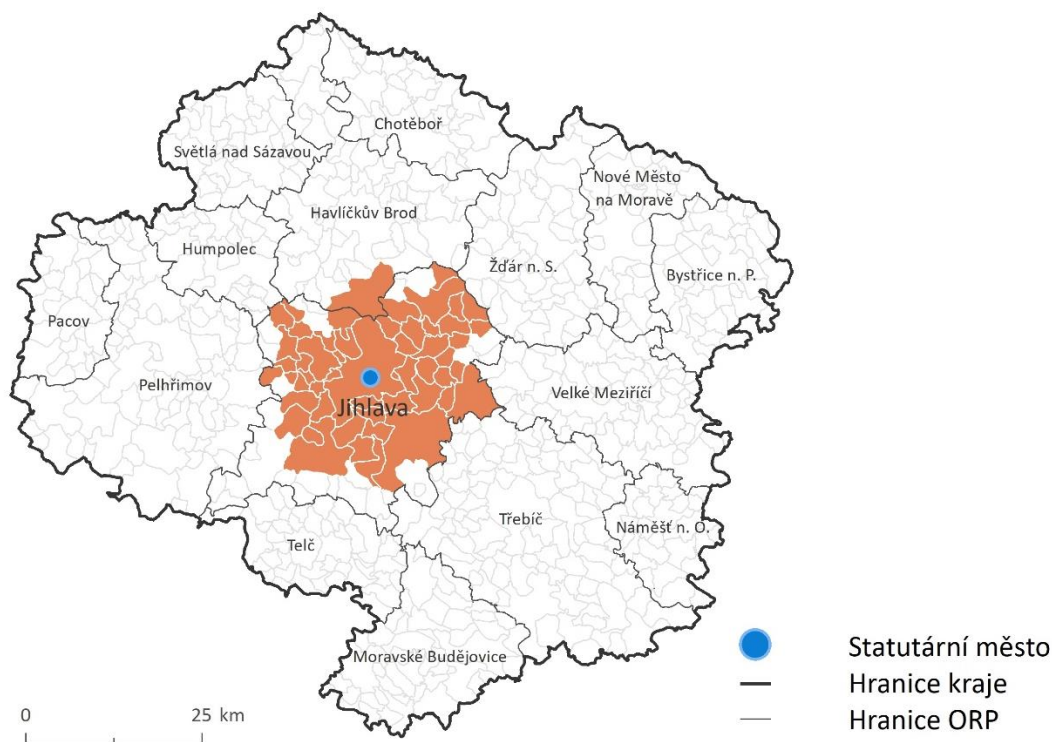 Chotěboř
Světlá nad Sázavou
Nové Město
na Moravě
Havlíčkův Brod
Humpolec
Žďár n. S.
Bystřice n. P.
Pacov
Pelhřimov
Velké Meziříčí
Jihlava
Třebíč
Náměšť n. O.
Telč
Moravské Budějovice
Statutární město
Hranice kraje
Hranice ORP
0 25 km